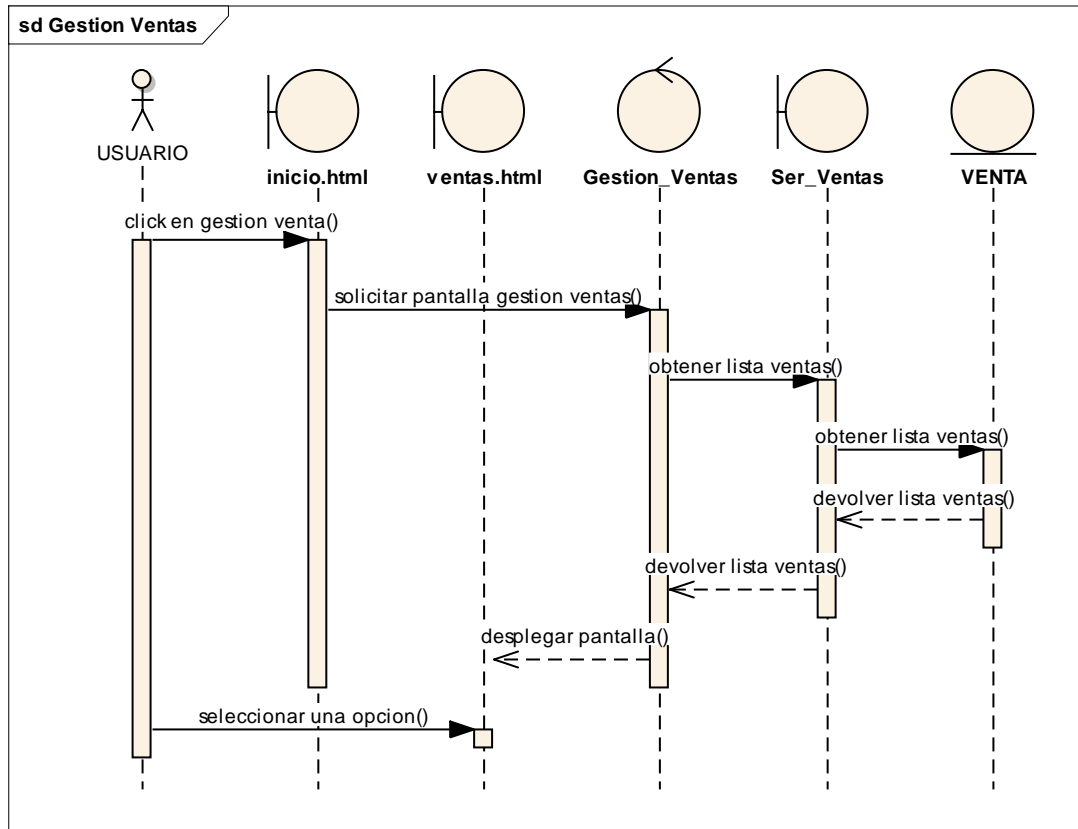 sd Gestion Ventas
USUARIO
inicio.html
ventas.html
Gestion_Ventas
Ser_Ventas
VENTA
click en gestion venta()
solicitar pantalla gestion ventas()
obtener lista ventas()
obtener lista ventas()
devolver lista ventas()
devolver lista ventas()
desplegar pantalla()
seleccionar una opcion()